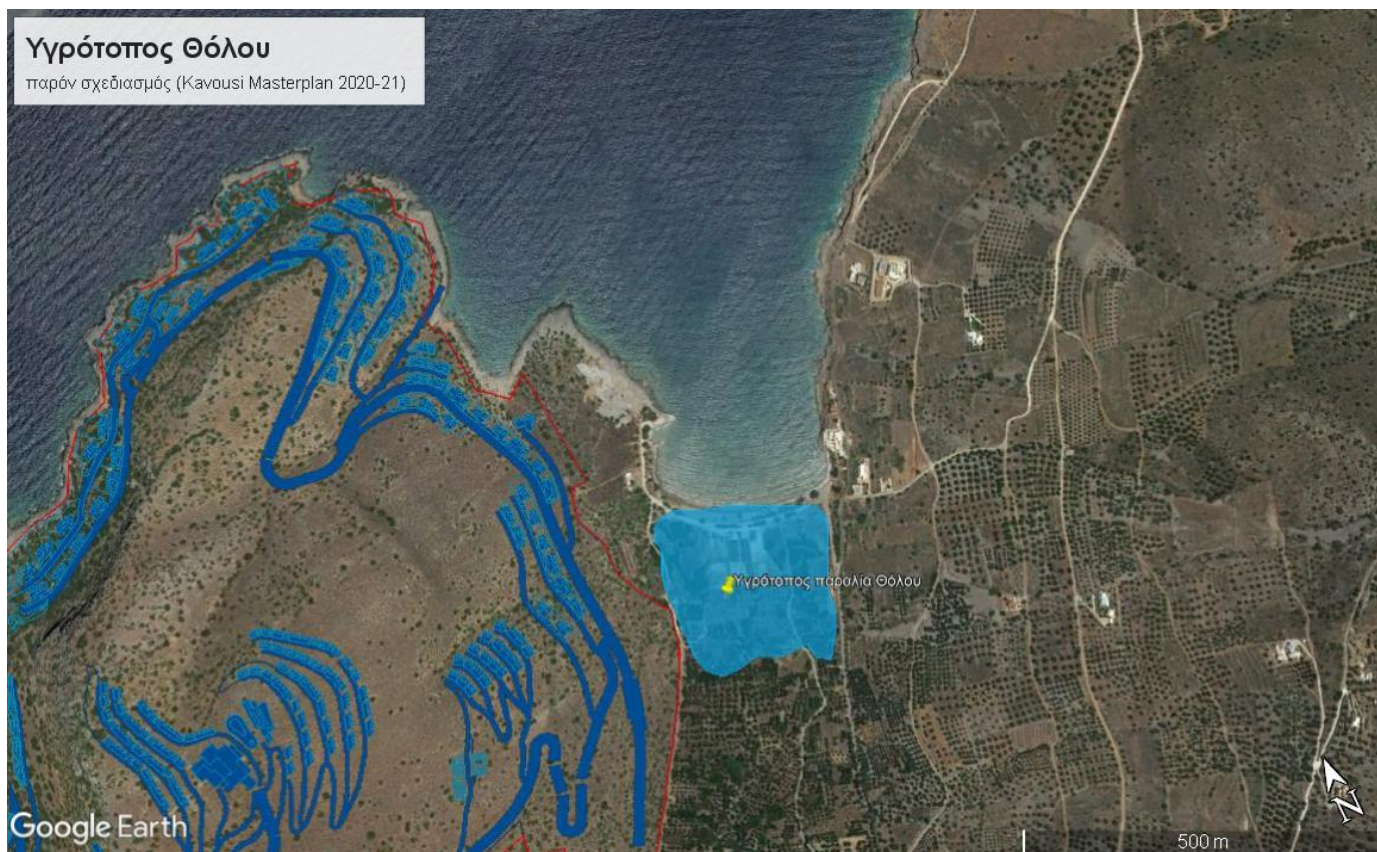 Υγρότοπος Θόλου
παρόν σχεδιασμός (Kavousi Masterplan 2020-21)
Υγρότοπος παραλία Θόλου
N
Google Earth
500 m